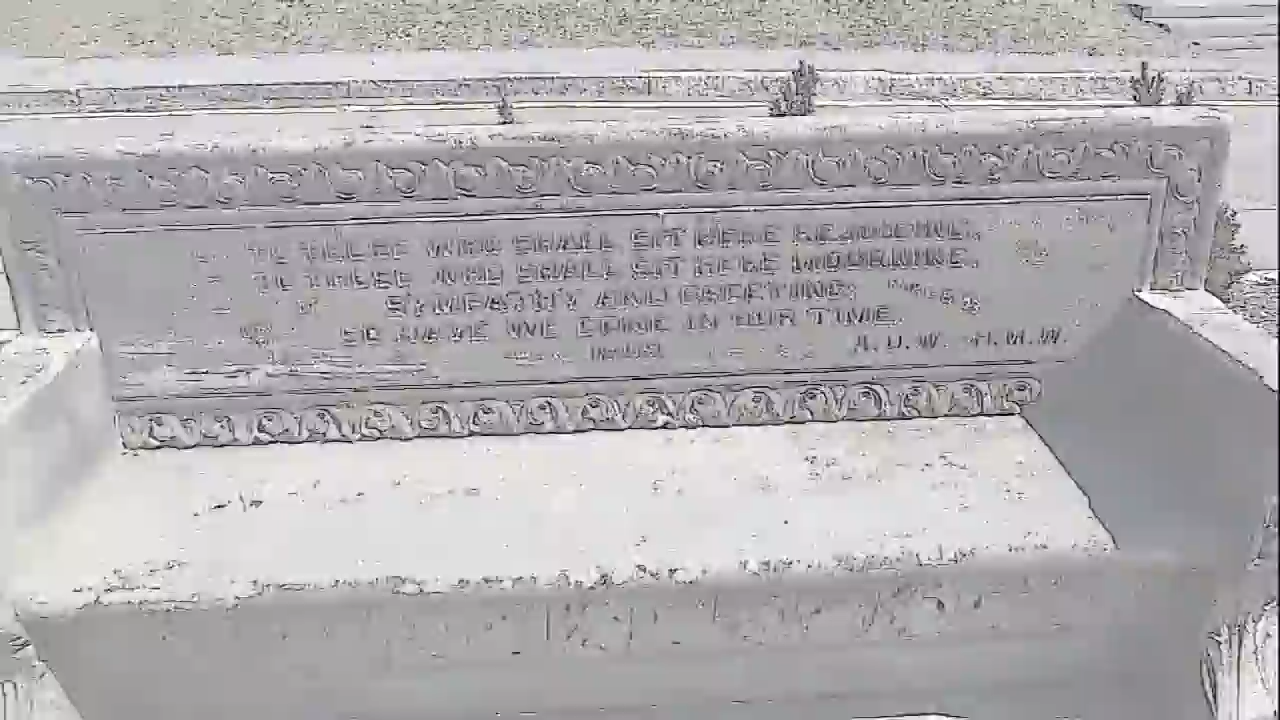 TO THOSE WHO SHALL SIT HERE REJOICING,
TO THOSE WHO SHALL SIT HERE MOURNING,
SYMPATHY AND GREETING;
SO HAVE WE DONE IN OUR TIME.
A.D.W. H.M.W.